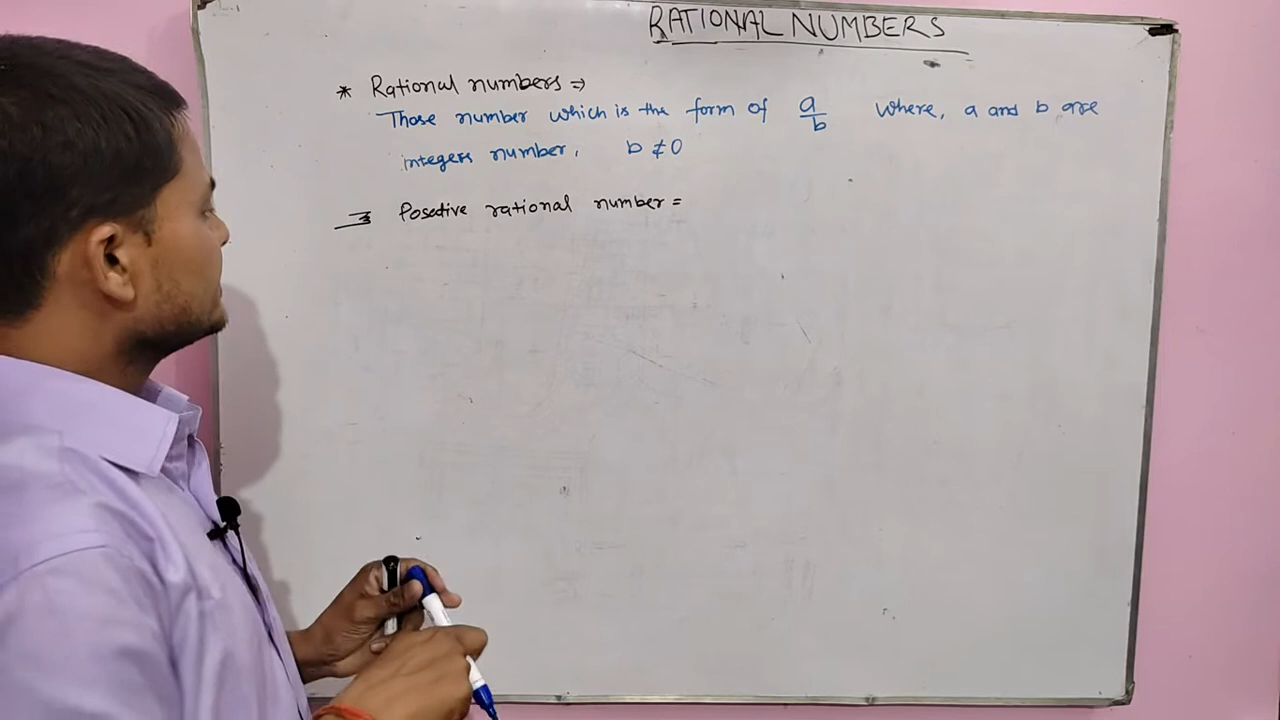 RATIONAL NUMBERS
* Rational numbers ⇒
Those number which is the form of a/b where, a and b are
integers number, b ≠ 0
→ Posetive rational number =